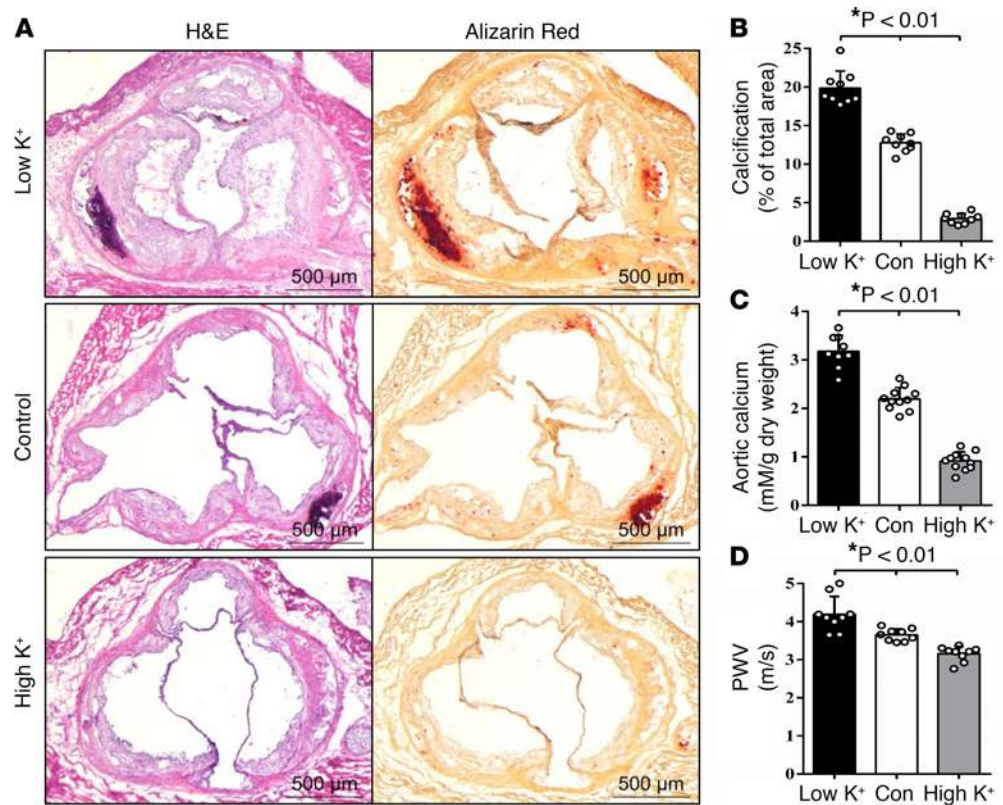 A
H&E
Alizarin Red
Low K⁺
500 µm
500 µm
Control
500 µm
500 µm
High K⁺
500 µm
500 µm
B
*P < 0.01
Calcification
(% of total area)
25
20
15
10
5
0
Low K⁺ Con High K⁺
C
*P < 0.01
Aortic calcium
(mM/g dry weight)
4
3
2
1
0
Low K⁺ Con High K⁺
D
*P < 0.01
PWV
(m/s)
5
4
3
2
1
0
Low K⁺ Con High K⁺